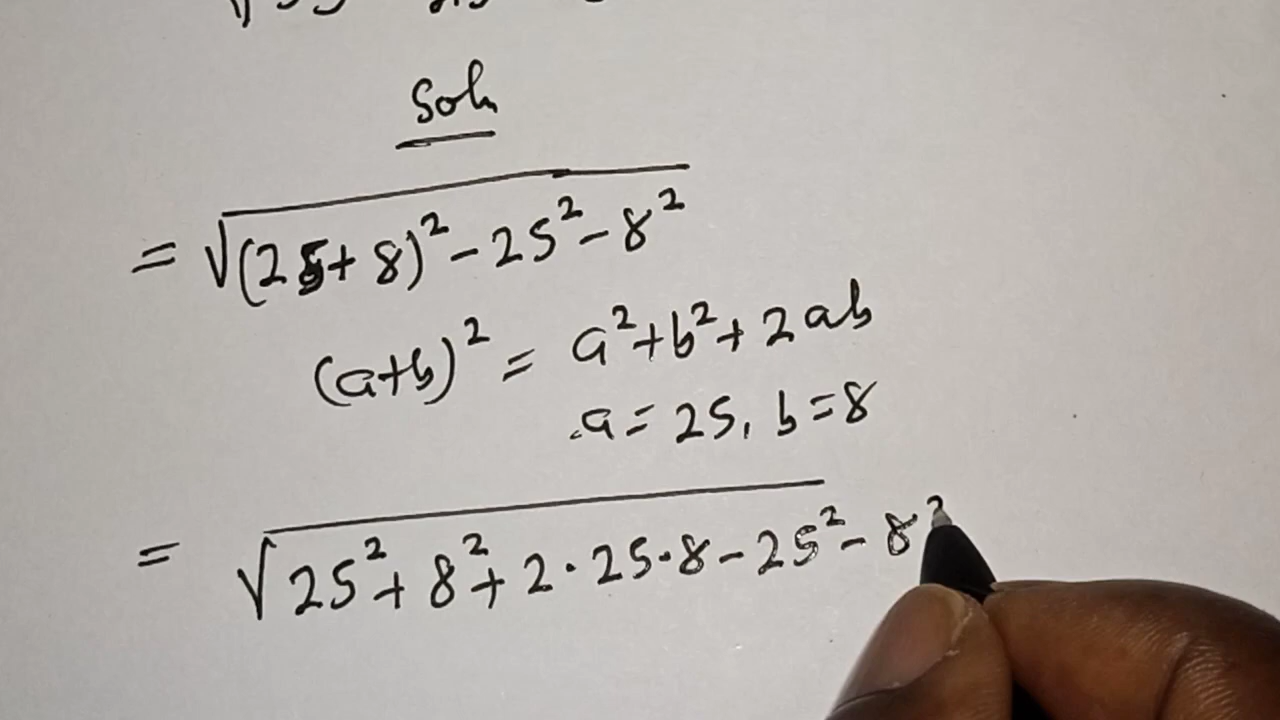 Soln
= √(25+8)² - 25² - 8²
(a+b)² = a²+b²+2ab
a = 25, b = 8
= √25²+8²+2·25·8-25²-8²